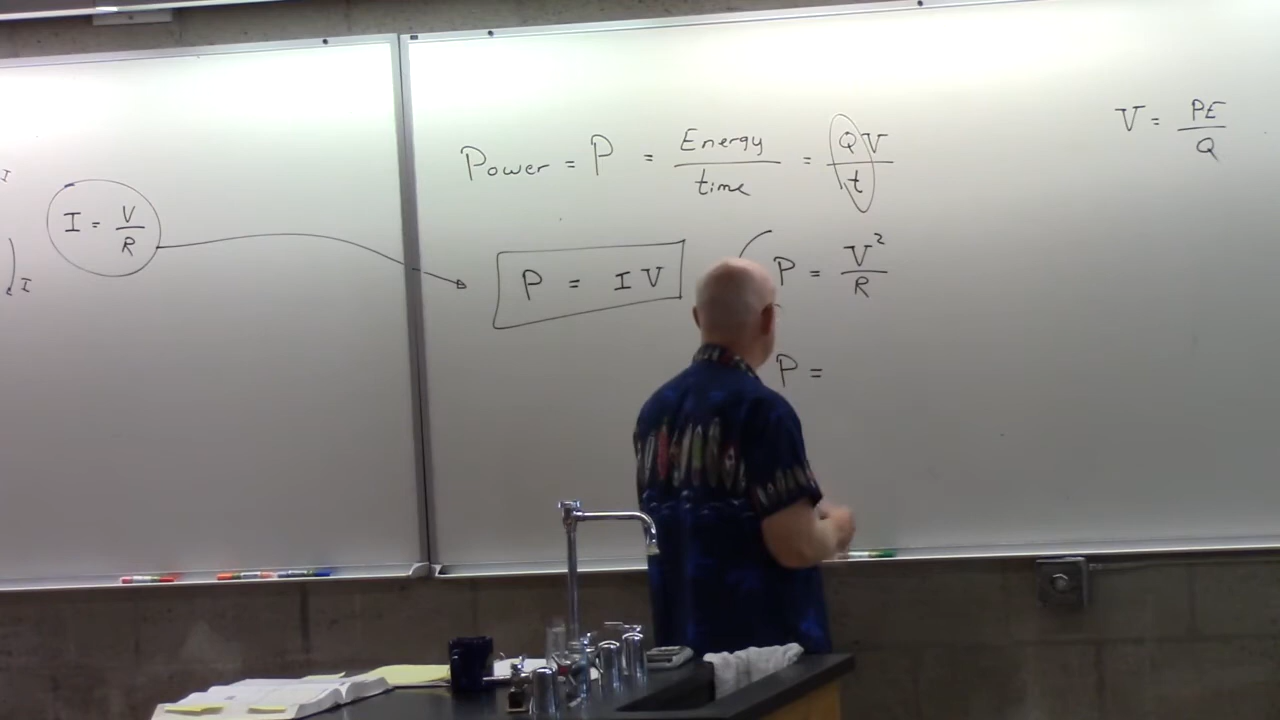 I
I = V/R
I
Power = P = Energy/time = QV/t
V = PE/Q
P = IV
P = V²/R
P =